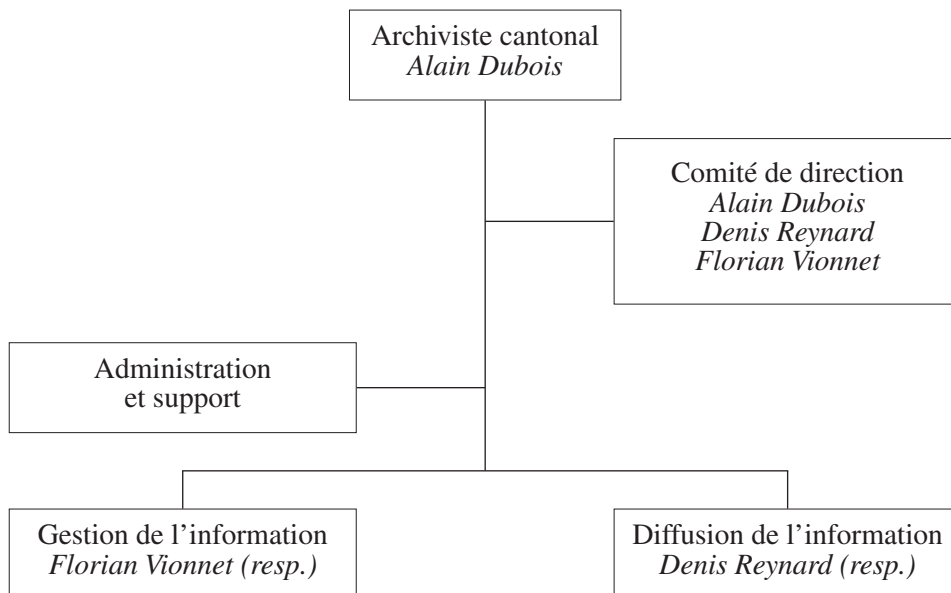 Archiviste cantonal
Alain Dubois
Comité de direction
Alain Dubois
Denis Reynard
Florian Vionnet
Administration
et support
Gestion de l’information
Florian Vionnet (resp.)
Diffusion de l’information
Denis Reynard (resp.)